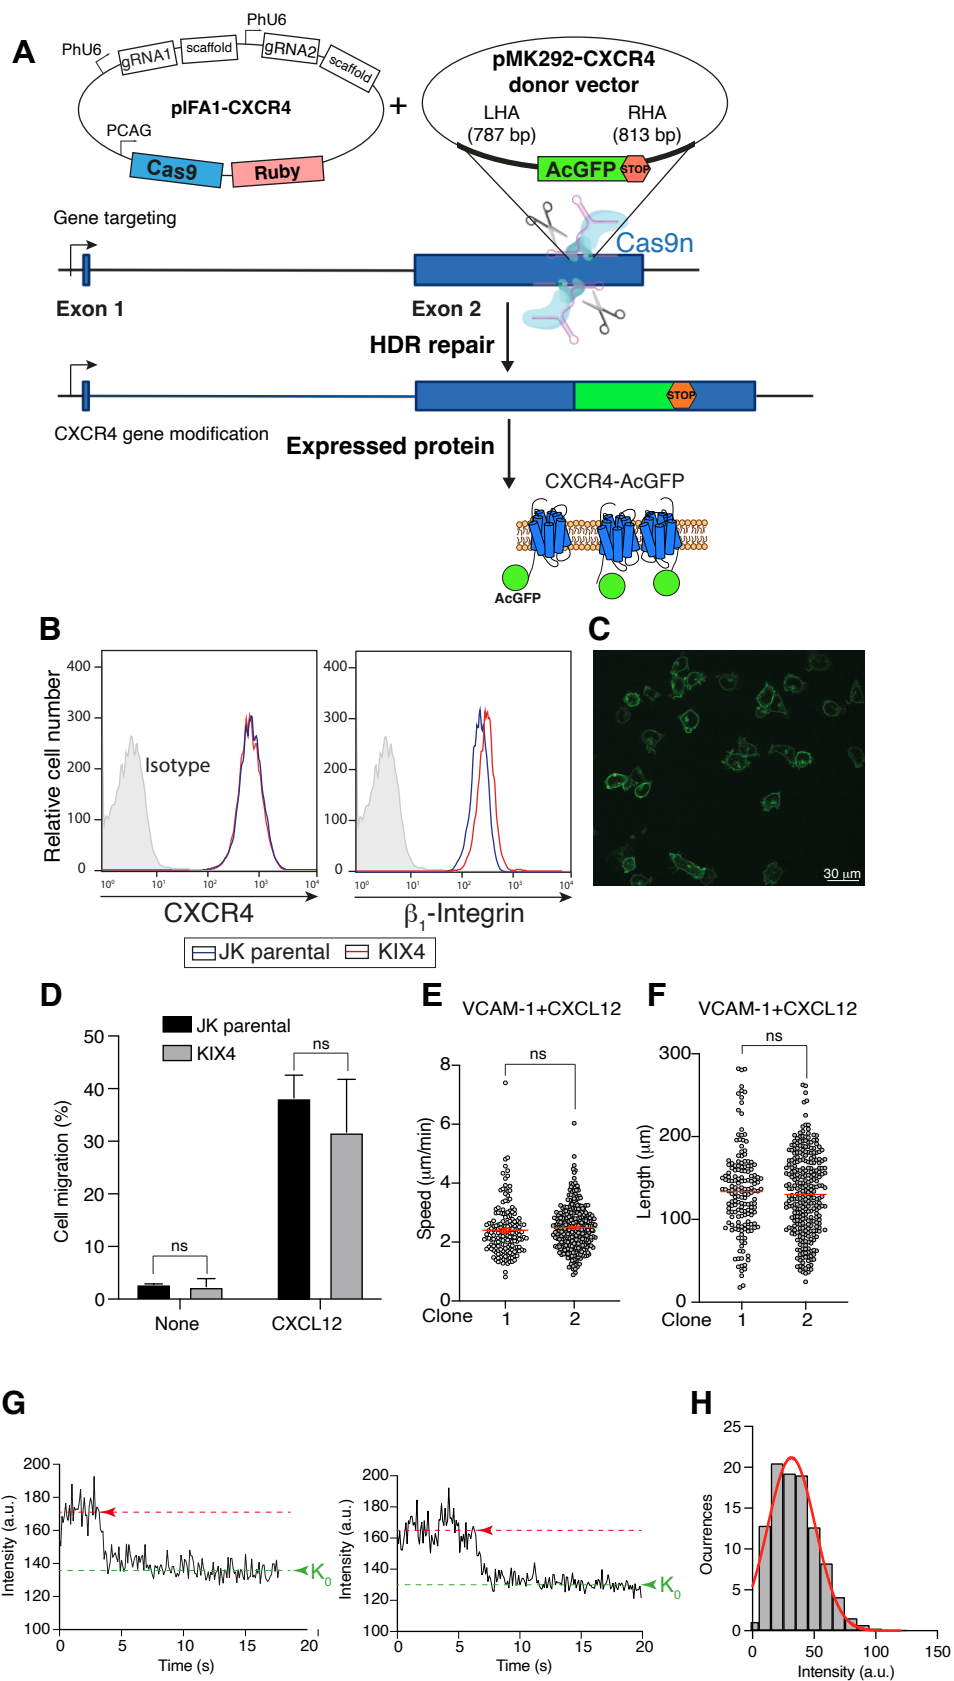 A
PhU6
gRNA1
scaffold
PhU6
gRNA2
scaffold
pIFA1-CXCR4
PCAG
Cas9
Ruby
+
pMK292-CXCR4
donor vector
LHA
(787 bp)
RHA
(813 bp)
AcGFP
STOP
Gene targeting
Cas9n
Exon 1
Exon 2
HDR repair
STOP
CXCR4 gene modification
Expressed protein
CXCR4-AcGFP
AcGFP
B
Relative cell number
400
300
200
100
0
Isotype
10⁰ 10¹ 10² 10³ 10⁴
CXCR4
400
300
200
100
0
10⁰ 10¹ 10² 10³ 10⁴
β₁-Integrin
JK parental KIX4
C
30 µm
D
JK parental
KIX4
Cell migration (%)
50
40
30
20
10
0
ns
ns
None CXCL12
E
VCAM-1+CXCL12
ns
Speed (µm/min)
8
6
4
2
0
Clone 1 2
F
VCAM-1+CXCL12
ns
Length (µm)
300
200
100
0
Clone 1 2
G
Intensity (a.u.)
200
180
160
140
120
100
K₀
0 5 10 15 20
Time (s)
Intensity (a.u.)
200
180
160
140
120
100
K₀
0 5 10 15 20
Time (s)
H
Ocurrences
25
20
15
10
5
0
0 50 100 150
Intensity (a.u.)